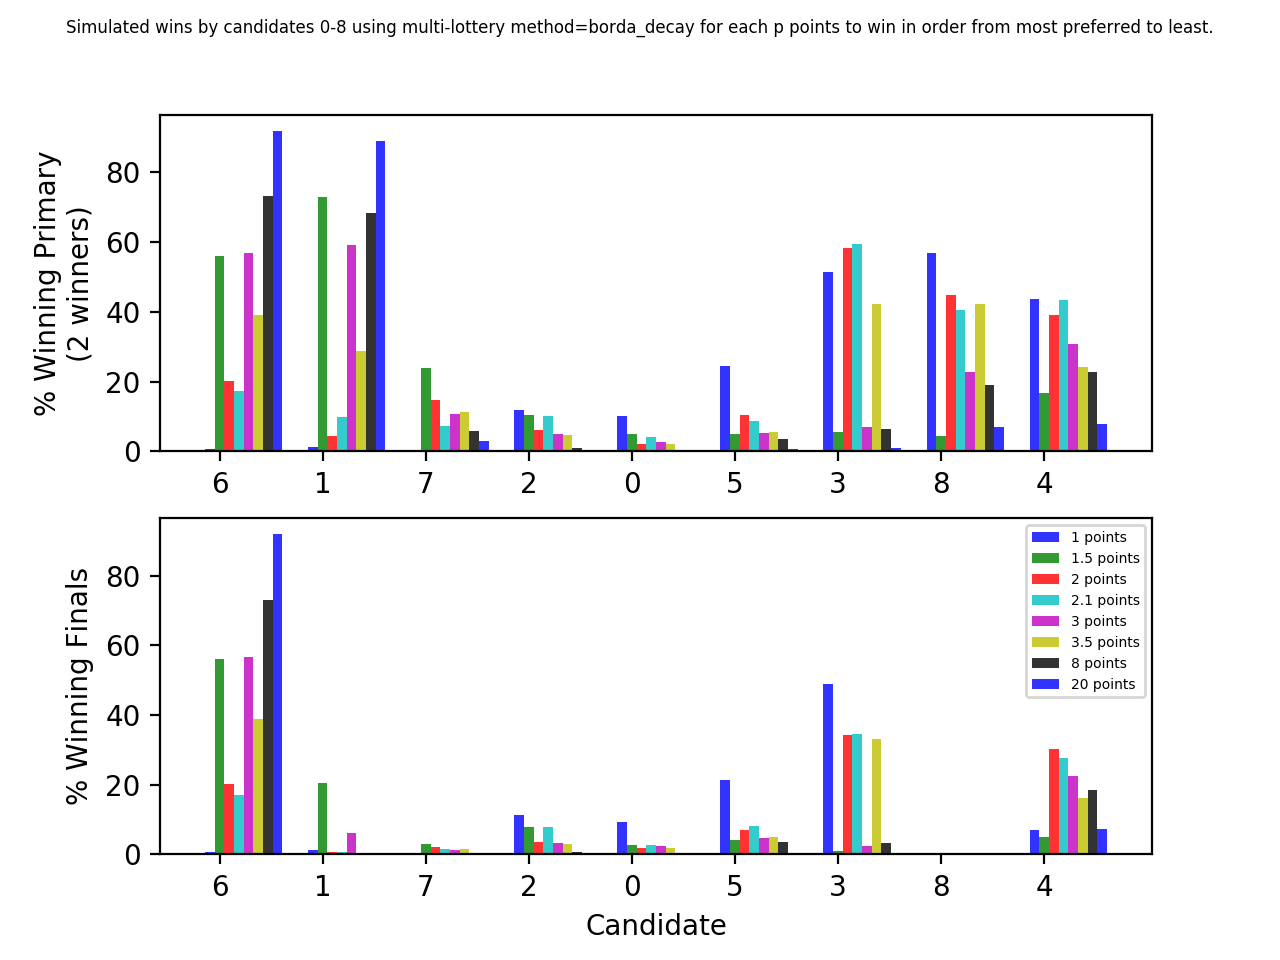 Simulated wins by candidates 0-8 using multi-lottery method=borda_decay for each p points to win in order from most preferred to least.
% Winning Primary
(2 winners)
80
60
40
20
0
6 1 7 2 0 5 3 8 4
% Winning Finals
80
60
40
20
0
1 points
1.5 points
2 points
2.1 points
3 points
3.5 points
8 points
20 points
6 1 7 2 0 5 3 8 4
Candidate